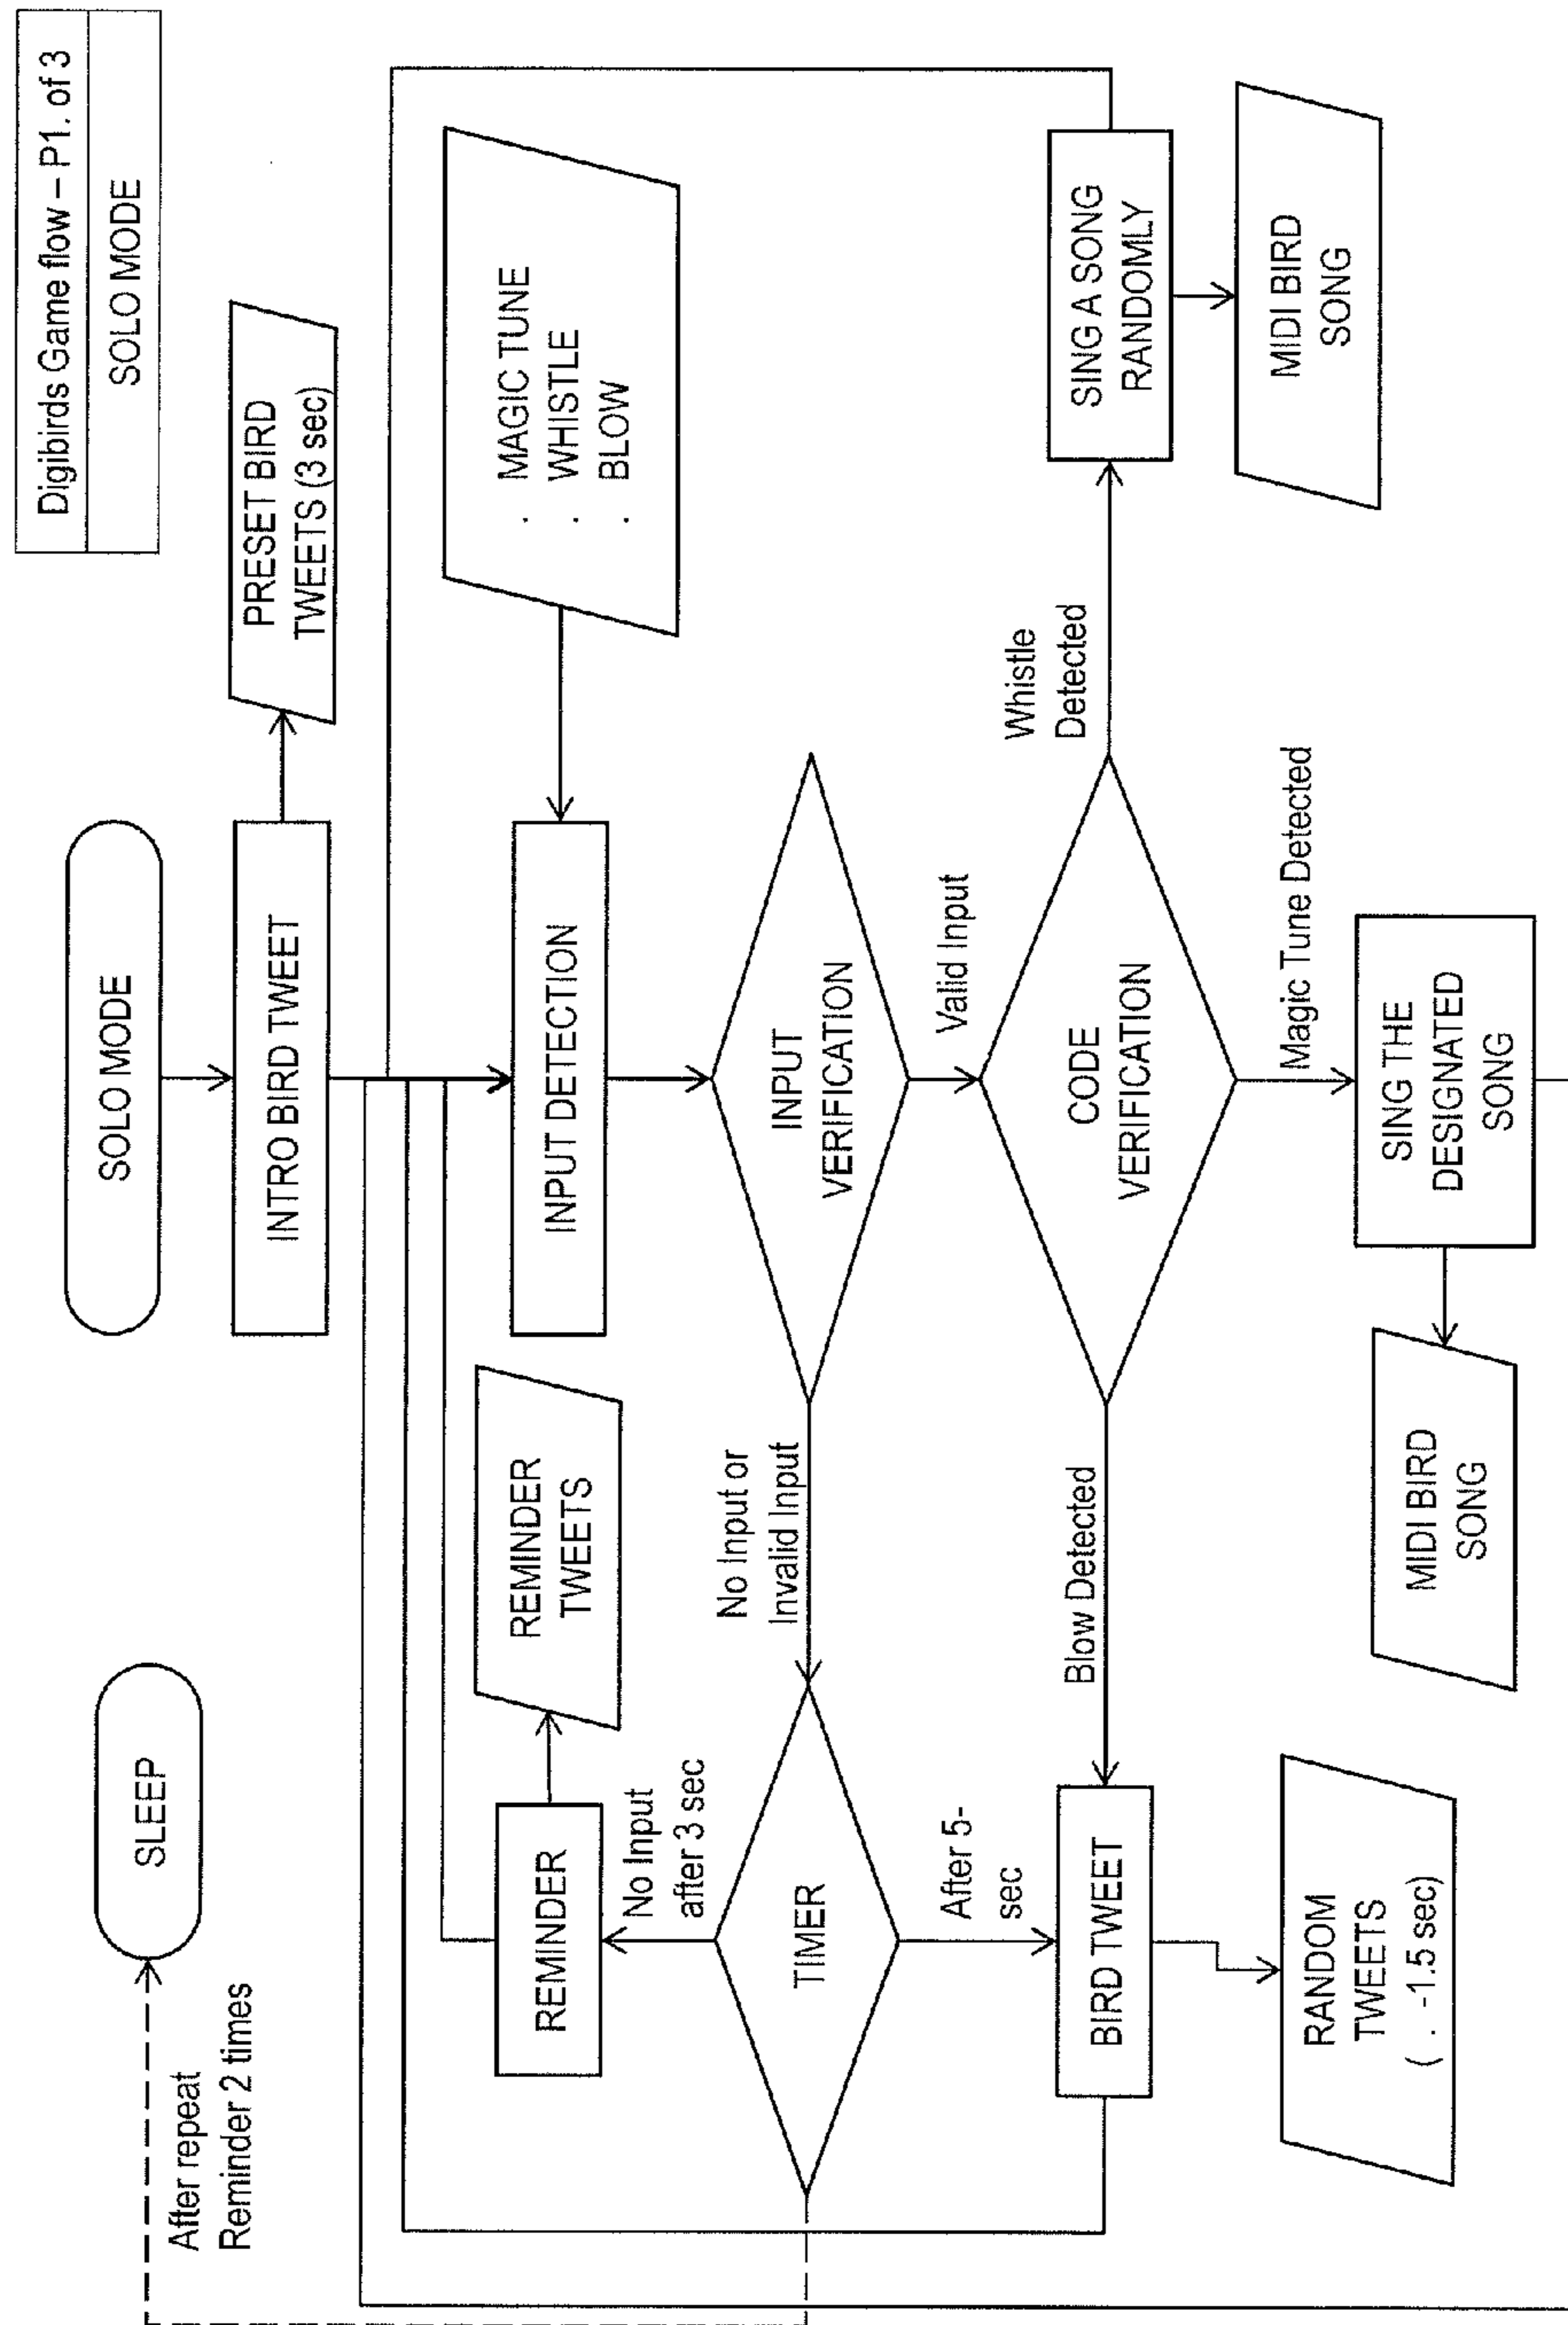 Digibirds Game flow – P1. of 3
SOLO MODE
SLEEP
After repeat
Reminder 2 times
SOLO MODE
INTRO BIRD TWEET
PRESET BIRD
TWEETS (3 sec)
REMINDER
REMINDER
TWEETS
INPUT DETECTION
. MAGIC TUNE
. WHISTLE
. BLOW
No Input
after 3 sec
TIMER
No Input or
Invalid Input
INPUT
VERIFICATION
After 5-
sec
Valid Input
BIRD TWEET
Blow Detected
CODE
VERIFICATION
Whistle
Detected
SING A SONG
RANDOMLY
RANDOM
TWEETS
( . -1.5 sec)
Magic Tune Detected
MIDI BIRD
SONG
MIDI BIRD
SONG
SING THE
DESIGNATED
SONG